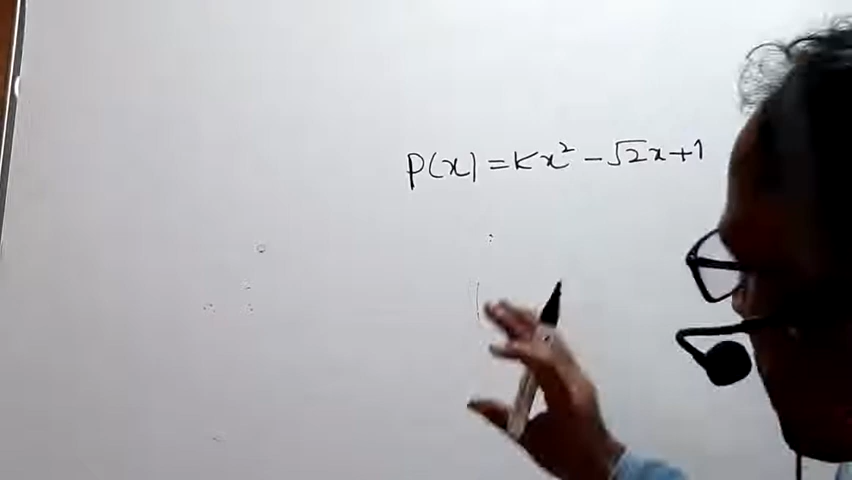 P(x) = Kx² - √2x + 1